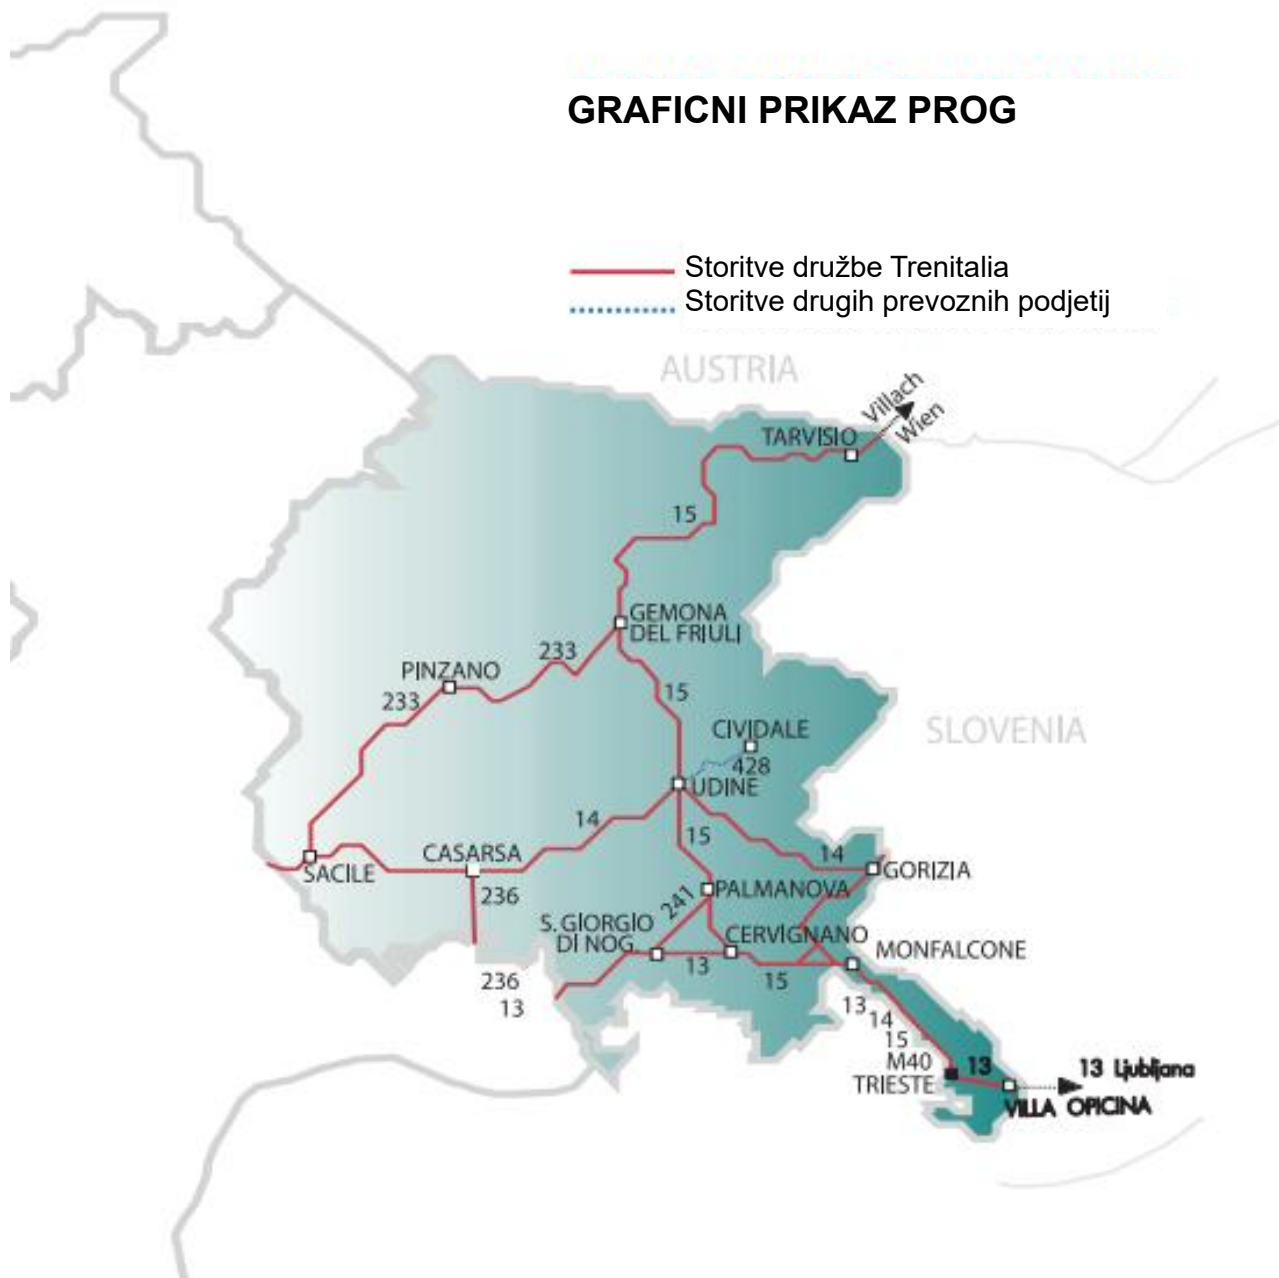 GRAFICNI PRIKAZ PROG
Storitve družbe Trenitalia
Storitve drugih prevoznih podjetij
AUSTRIA
Villach
Wien
TARVISIO
15
GEMONA
DEL FRIULI
233
PINZANO
233
15
CIVIDALE
428
UDINE
SLOVENIA
14
15
14
CASARSA
SACILE
GORIZIA
236
241
PALMANOVA
S. GIORGIO
DI NOG.
CERVIGNANO
MONFALCONE
13
15
236
13
13
14
15
M40
TRIESTE
13
13 Ljubljana
VILLA OPICINA